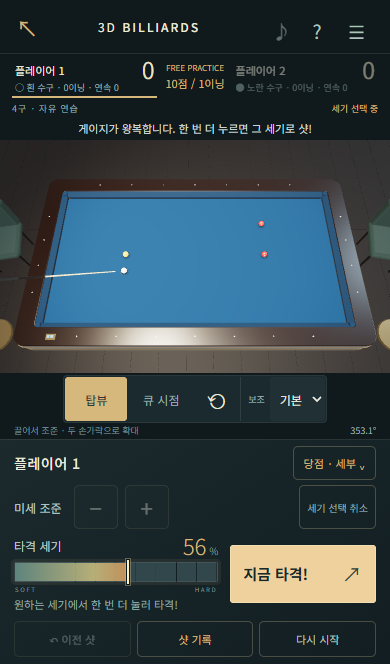 3D BILLIARDS
?
플레이어 1
0
흰 수구 · 0이닝 · 연속 0
FREE PRACTICE
10점 / 1이닝
플레이어 2
0
노란 수구 · 0이닝 · 연속 0
4구 · 자유 연습
세기 선택 중
게이지가 왕복합니다. 한 번 더 누르면 그 세기로 샷!
탑뷰
큐 시점
보조
기본
끌어서 조준 · 두 손가락으로 확대
353.1°
플레이어 1
당점 · 세부
미세 조준
−
+
세기 선택 취소
타격 세기
56 %
SOFT
HARD
지금 타격! ↗
원하는 세기에서 한 번 더 눌러 타격!
↶ 이전 샷
샷 기록
다시 시작